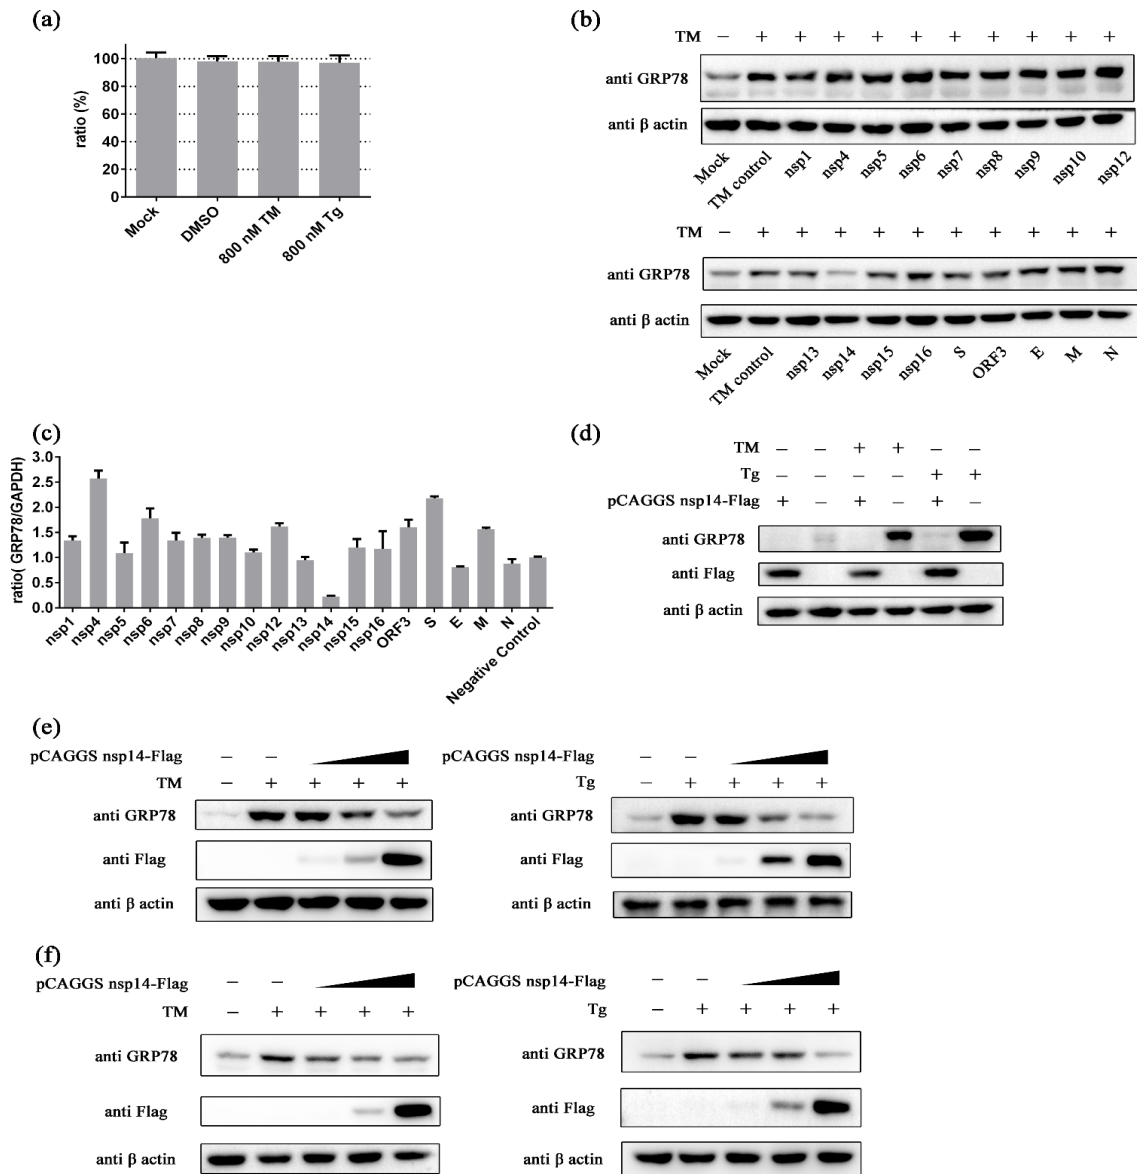 (a)
ratio (%)
100
80
60
40
20
0
Mock
DMSO
800 nM TM
800 nM Tg
(b)
TM − + + + + + + + + + +
anti GRP78
anti β actin
Mock
TM control
nsp1
nsp4
nsp5
nsp6
nsp7
nsp8
nsp9
nsp10
nsp12
TM − + + + + + + + + + +
anti GRP78
anti β actin
Mock
TM control
nsp13
nsp14
nsp15
nsp16
S
ORF3
E
M
N
(c)
ratio( GRP78/GAPDH)
3.0
2.5
2.0
1.5
1.0
0.5
0.0
nsp1
nsp4
nsp5
nsp6
nsp7
nsp8
nsp9
nsp10
nsp12
nsp13
nsp14
nsp15
nsp16
ORF3
S
E
M
N
Negative Control
(d)
TM − − + + − −
Tg − − − − + +
pCAGGS nsp14-Flag + − + − + −
anti GRP78
anti Flag
anti β actin
(e)
pCAGGS nsp14-Flag − −
TM − + + + +
anti GRP78
anti Flag
anti β actin
pCAGGS nsp14-Flag − −
Tg − + + + +
anti GRP78
anti Flag
anti β actin
(f)
pCAGGS nsp14-Flag − −
TM − + + + +
anti GRP78
anti Flag
anti β actin
pCAGGS nsp14-Flag − −
Tg − + + + +
anti GRP78
anti Flag
anti β actin